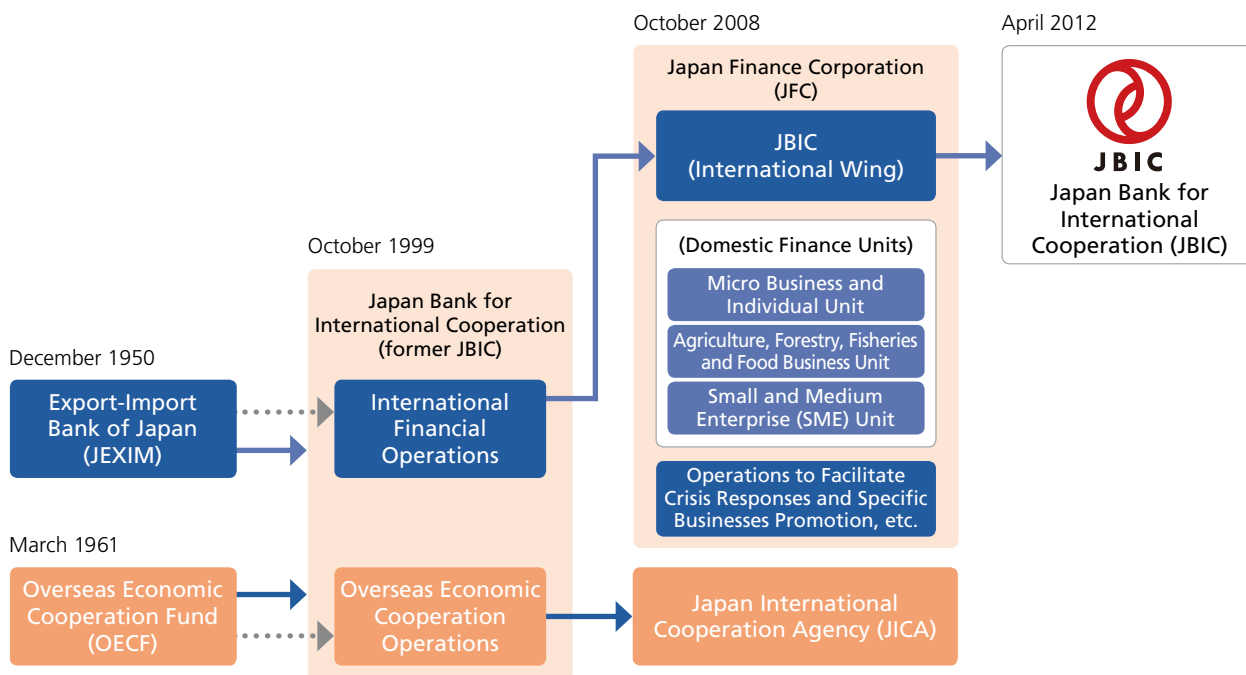 December 1950
Export-Import
Bank of Japan
(JEXIM)
March 1961
Overseas Economic
Cooperation Fund
(OECF)
October 1999
Japan Bank for
International Cooperation
(former JBIC)
International
Financial
Operations
Overseas Economic
Cooperation
Operations
October 2008
Japan Finance Corporation
(JFC)
JBIC
(International Wing)
(Domestic Finance Units)
Micro Business and
Individual Unit
Agriculture, Forestry, Fisheries
and Food Business Unit
Small and Medium
Enterprise (SME) Unit
Operations to Facilitate
Crisis Responses and Specific
Businesses Promotion, etc.
Japan International
Cooperation Agency (JICA)
April 2012
JBIC
Japan Bank for
International
Cooperation (JBIC)